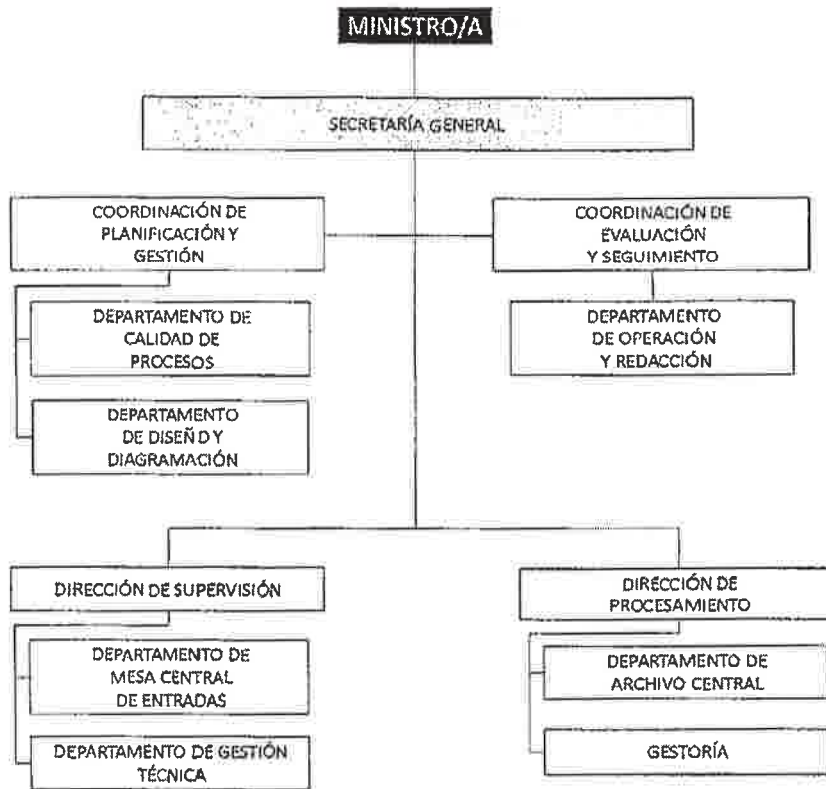 MINISTRO/A
SECRETARÍA GENERAL
COORDINACIÓN DE
PLANIFICACIÓN Y
GESTIÓN
COORDINACIÓN DE
EVALUACIÓN
Y SEGUIMIENTO
DEPARTAMENTO DE
CALIDAD DE
PROCESOS
DEPARTAMENTO
DE OPERACIÓN
Y REDACCIÓN
DEPARTAMENTO
DE DISEÑO Y
DIAGRAMACIÓN
DIRECCIÓN DE SUPERVISIÓN
DIRECCIÓN DE
PROCESAMIENTO
DEPARTAMENTO DE
MESA CENTRAL
DE ENTRADAS
DEPARTAMENTO DE
ARCHIVO CENTRAL
DEPARTAMENTO DE GESTIÓN
TÉCNICA
GESTORÍA